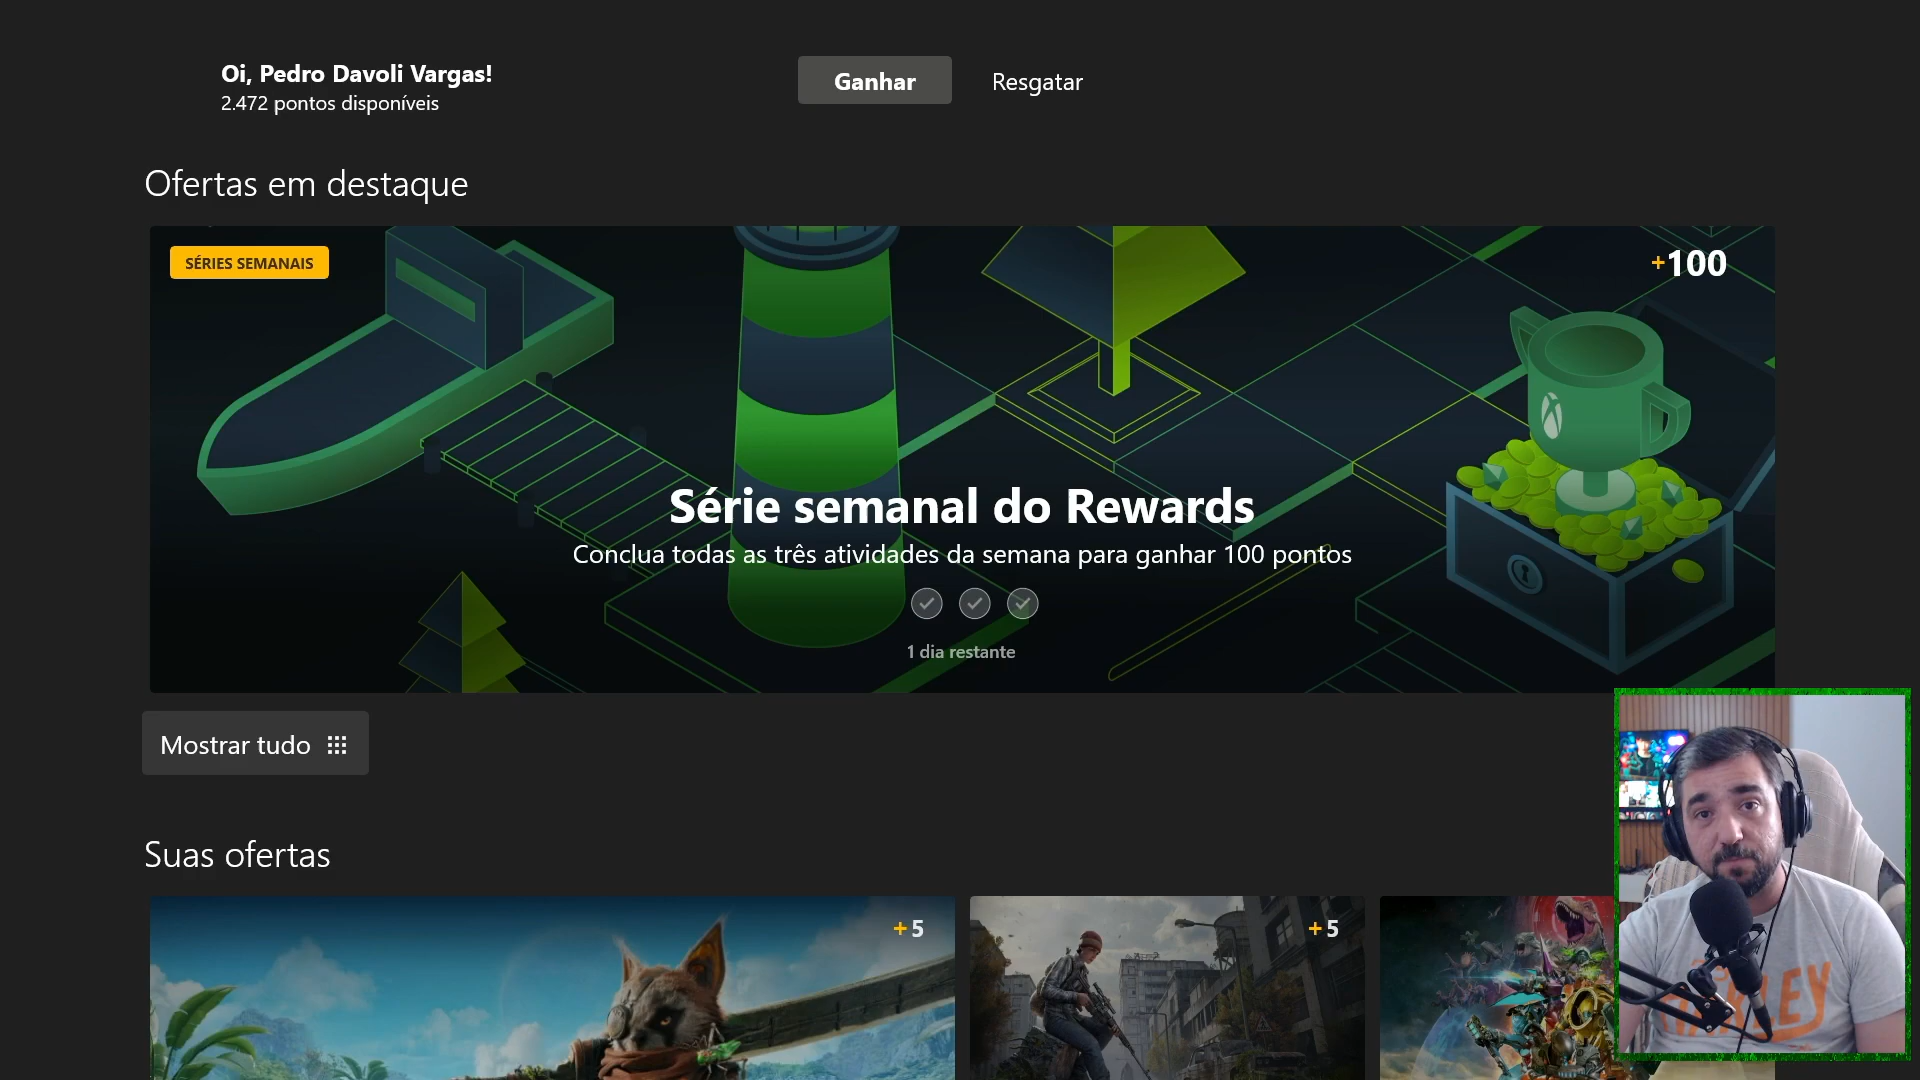 Oi, Pedro Davoli Vargas!
2.472 pontos disponíveis
Ganhar
Resgatar
Ofertas em destaque
SÉRIES SEMANAIS
+100
Série semanal do Rewards
Conclua todas as três atividades da semana para ganhar 100 pontos
1 dia restante
Mostrar tudo
Suas ofertas
+5
+5